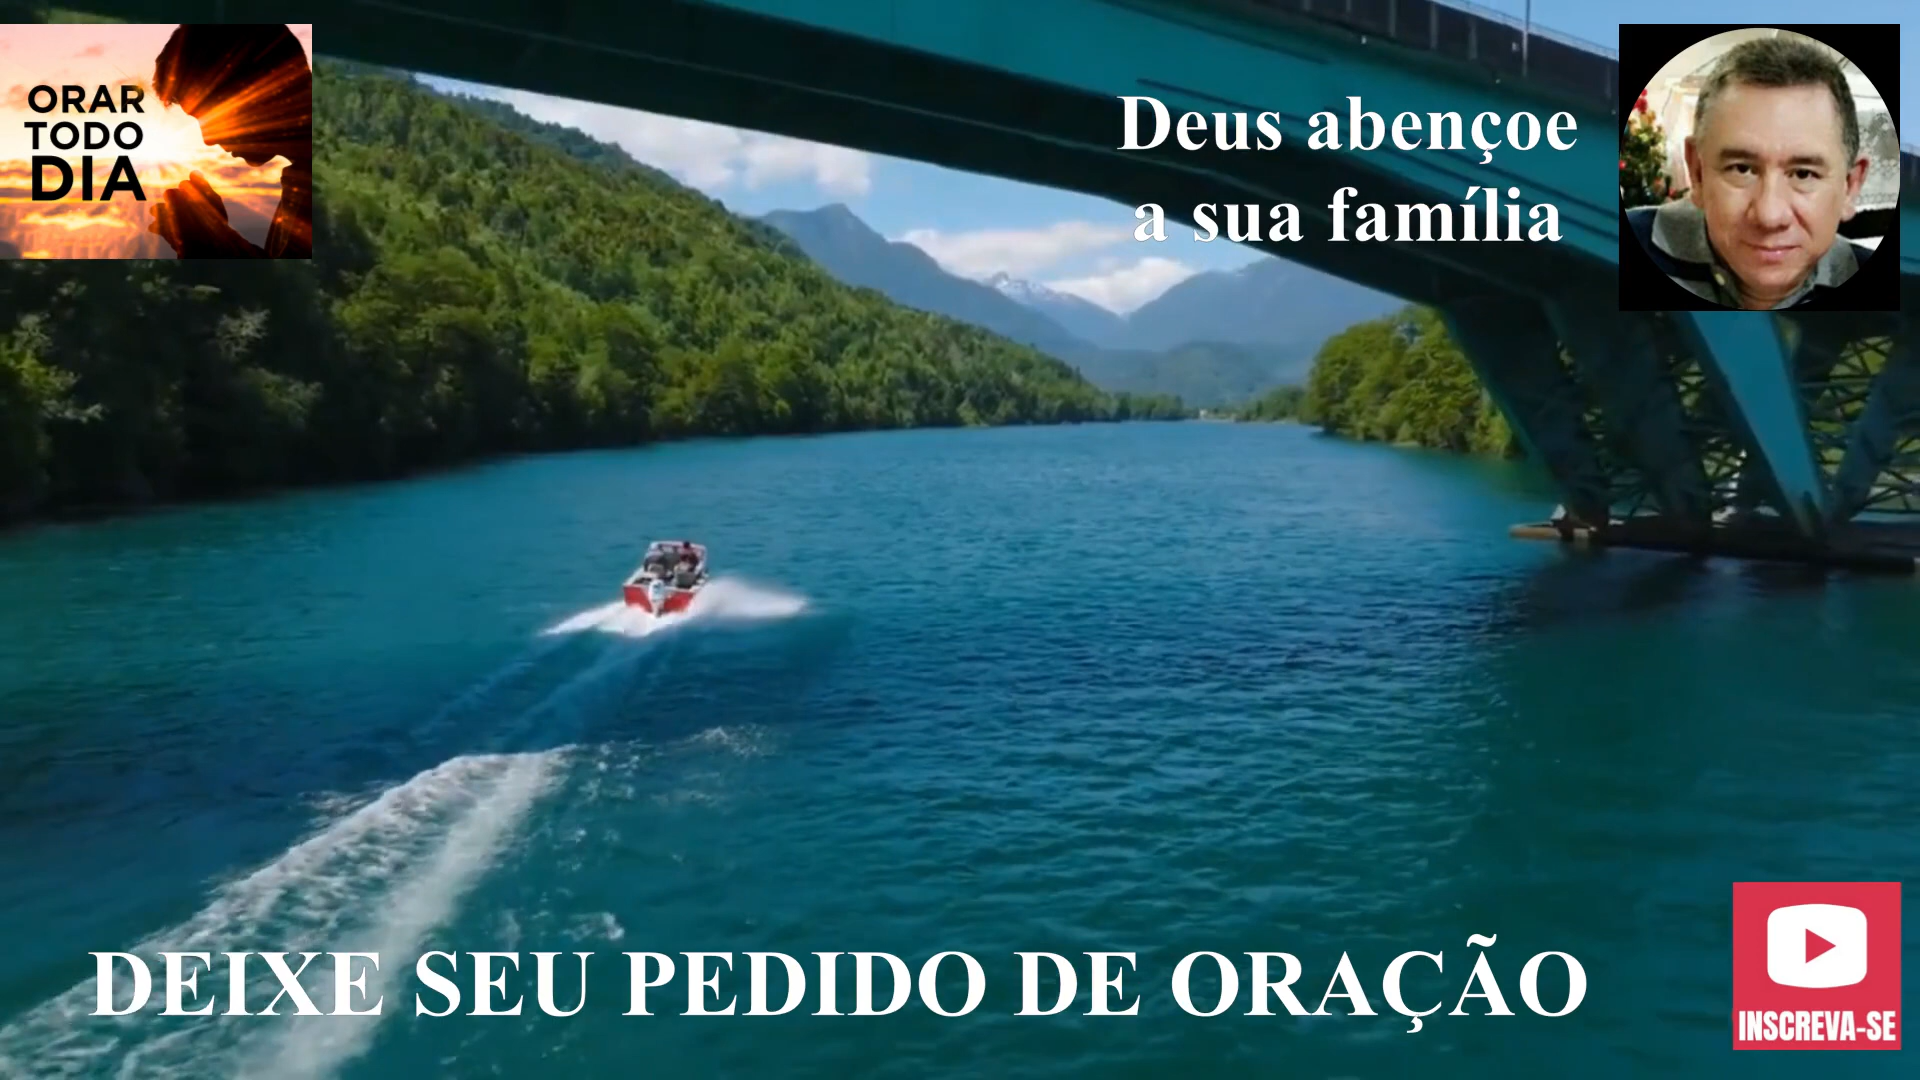 ORAR
TODO
DIA
Deus abençoe
a sua família
DEIXE SEU PEDIDO DE ORAÇÃO
INSCREVA-SE